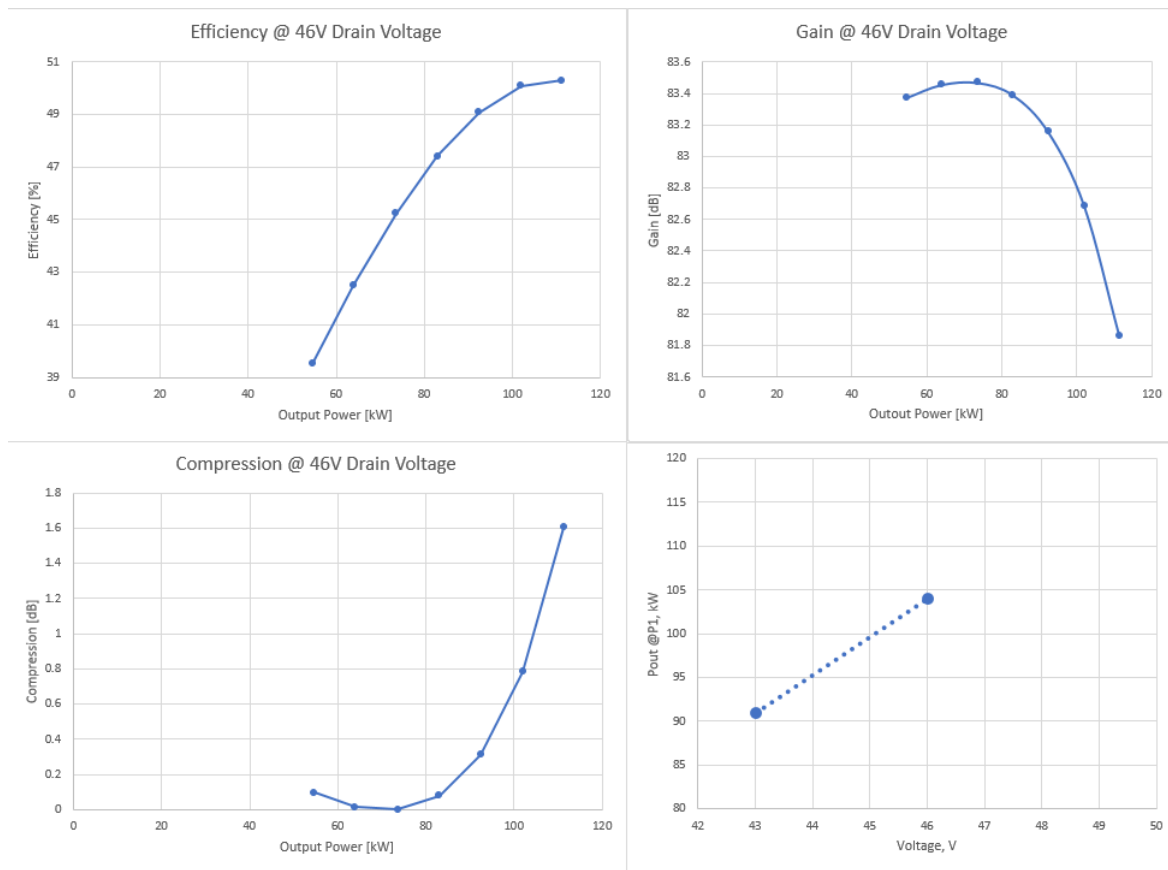 Efficiency @ 46V Drain Voltage
51
49
47
45
43
41
39
Efficiency [%]
0 20 40 60 80 100 120
Output Power [kW]
Gain @ 46V Drain Voltage
83.6
83.4
83.2
83
82.8
82.6
82.4
82.2
82
81.8
81.6
Gain [dB]
0 20 40 60 80 100 120
Outout Power [kW]
Compression @ 46V Drain Voltage
1.8
1.6
1.4
1.2
1
0.8
0.6
0.4
0.2
0
Compression [dB]
0 20 40 60 80 100 120
Output Power [kW]
120
115
110
105
100
95
90
85
80
Pout @P1, kW
42 43 44 45 46 47 48 49 50
Voltage, V